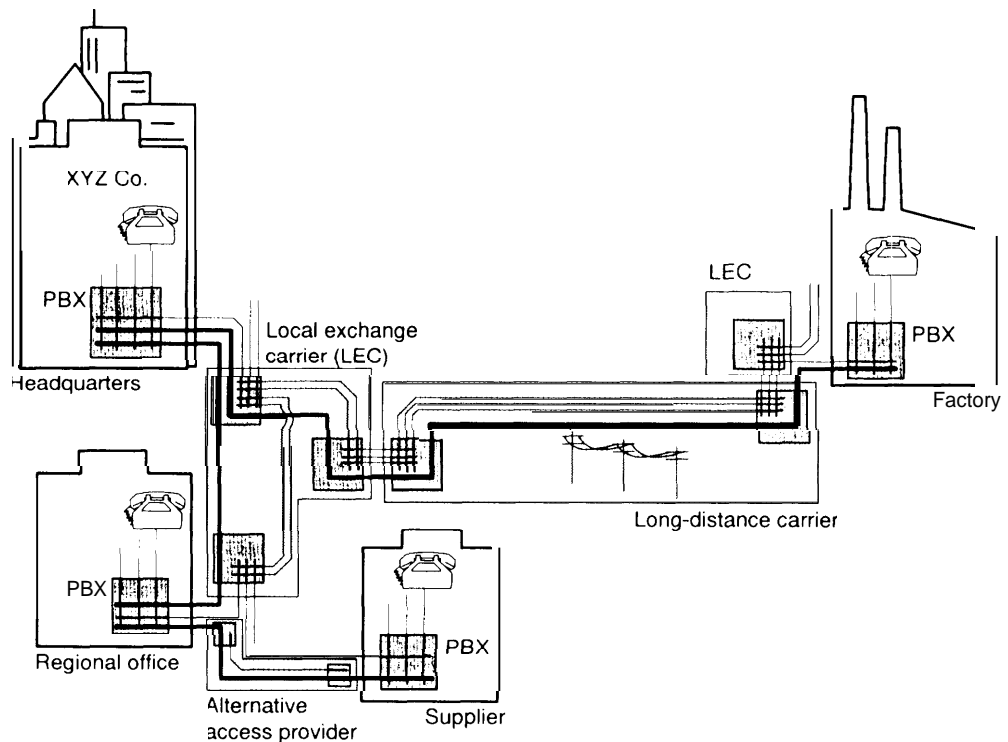 XYZ Co.
PBX
Headquarters
Local exchange
carrier (LEC)
LEC
PBX
Factory
Long-distance carrier
PBX
Regional office
PBX
Supplier
Alternative
access provider